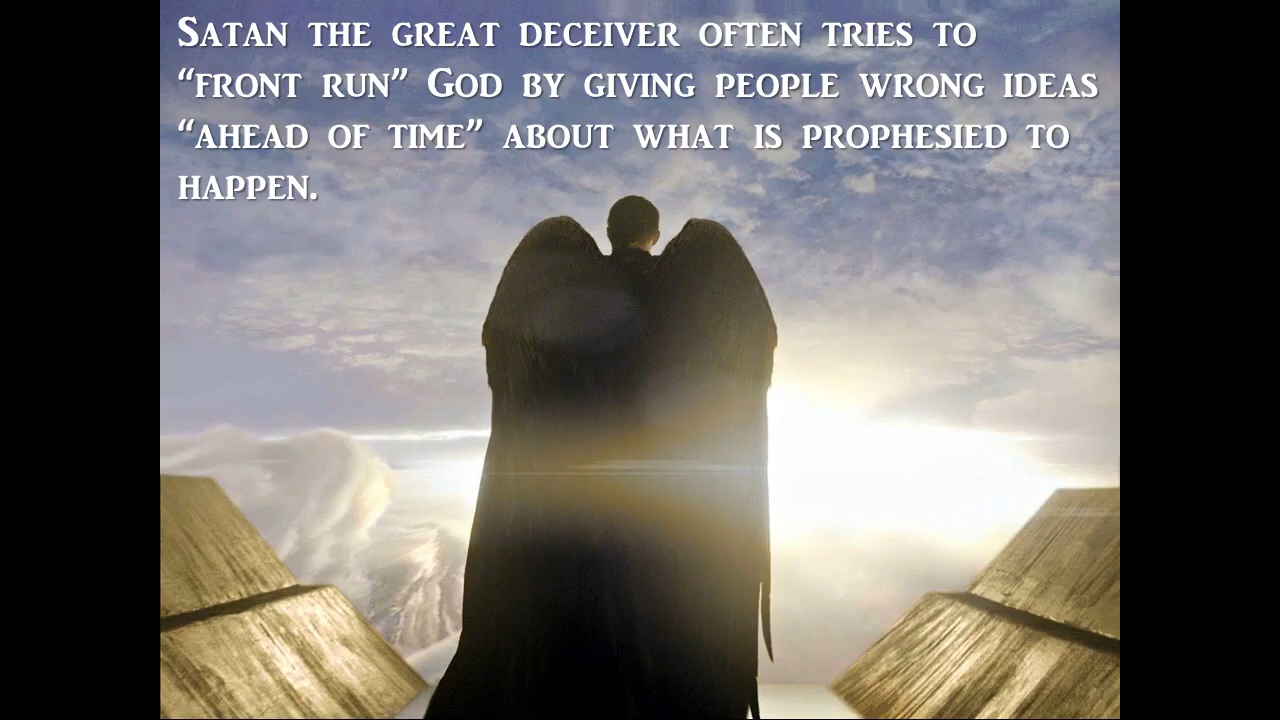 Satan the great deceiver often tries to
“front run” God by giving people wrong ideas
“ahead of time” about what is prophesied to
happen.